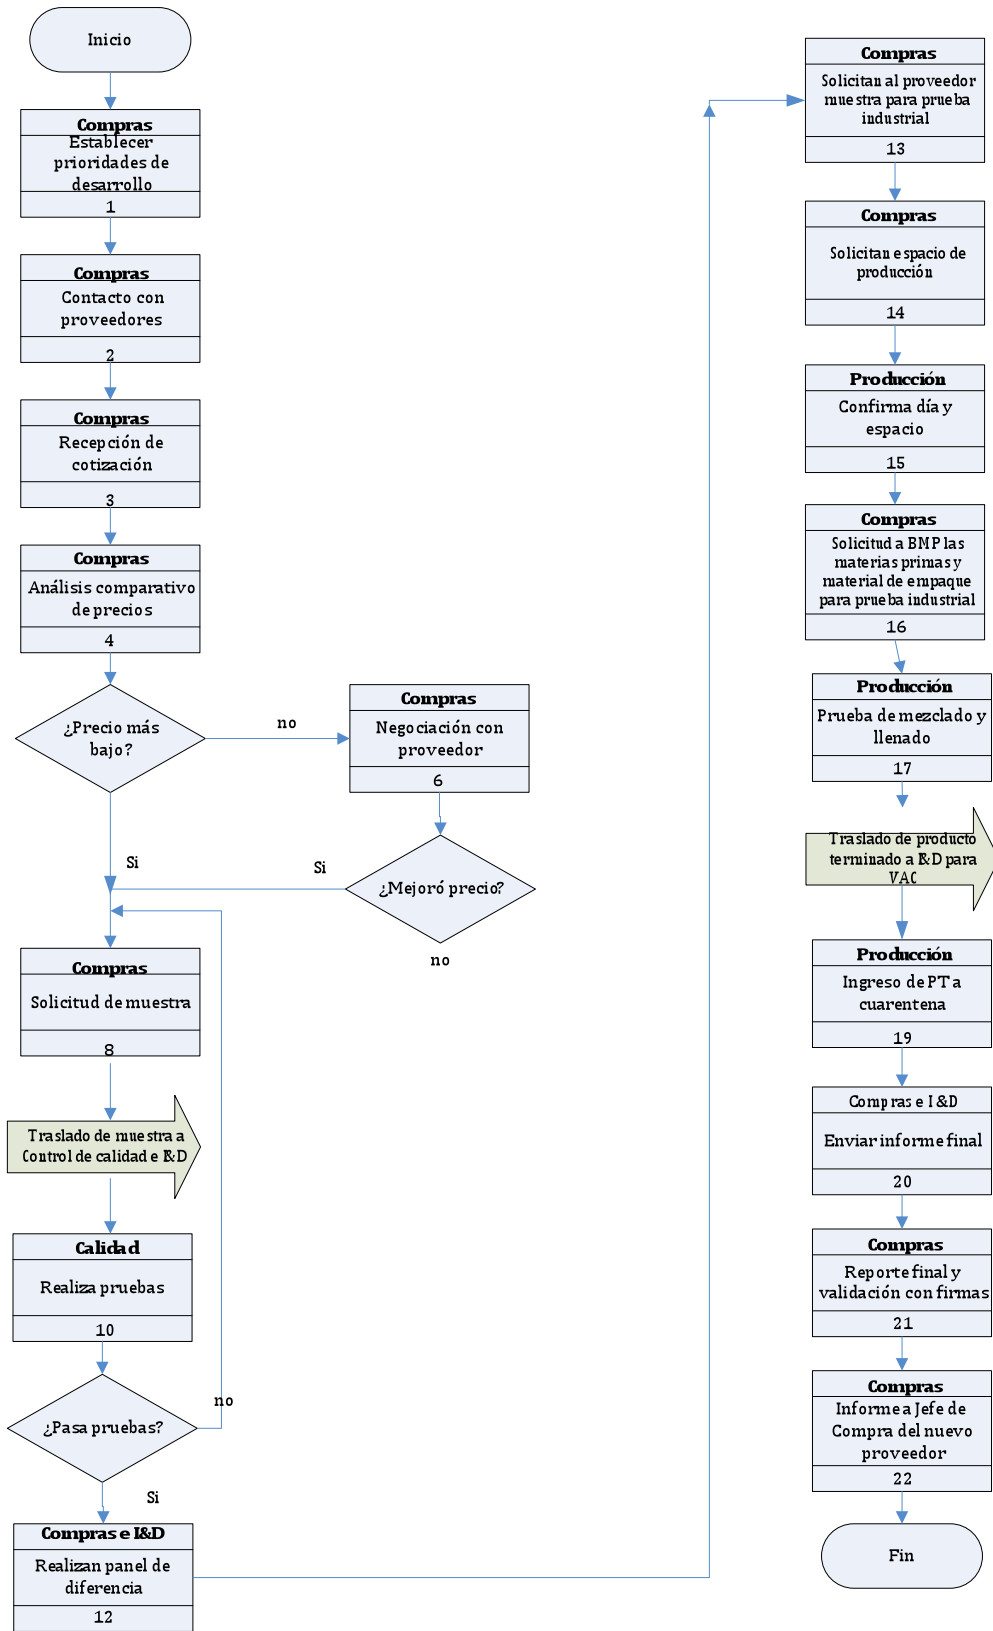 Inicio
Compras
Establecer
prioridades de
desarrollo
1
Compras
Contacto con
proveedores
2
Compras
Recepción de
cotización
3
Compras
Análisis comparativo
de precios
4
¿Precio más
bajo?
no
Si
Compras
Negociación con
proveedor
6
¿Mejoró precio?
Si
no
Compras
Solicitud de muestra
8
Traslado de muestra a
Control de calidad e I&D
Calidad
Realiza pruebas
10
¿Pasa pruebas?
no
Si
Compras e I&D
Realizan panel de
diferencia
12
Compras
Solicitan al proveedor
muestra para prueba
industrial
13
Compras
Solicitan espacio de
producción
14
Producción
Confirma día y
espacio
15
Compras
Solicitud a BMP las
materias primas y
material de empaque
para prueba industrial
16
Producción
Prueba de mezclado y
llenado
17
Traslado de producto
terminado a I&D para
VAC
Producción
Ingreso de PT a
cuarentena
19
Compras e I&D
Enviar informe final
20
Compras
Reporte final y
validación con firmas
21
Compras
Informe a Jefe de
Compra del nuevo
proveedor
22
Fin